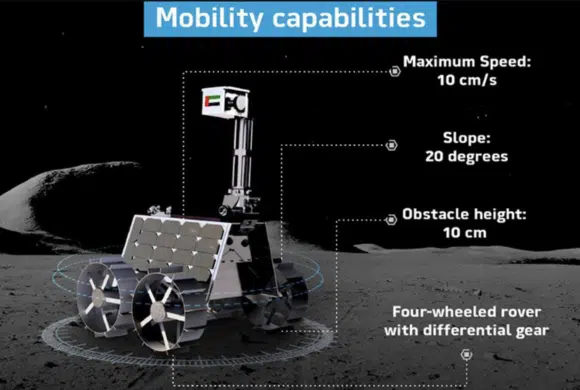 Mobility capabilities
Maximum Speed:
10 cm/s
Slope:
20 degrees
Obstacle height:
10 cm
Four-wheeled rover
with differential gear